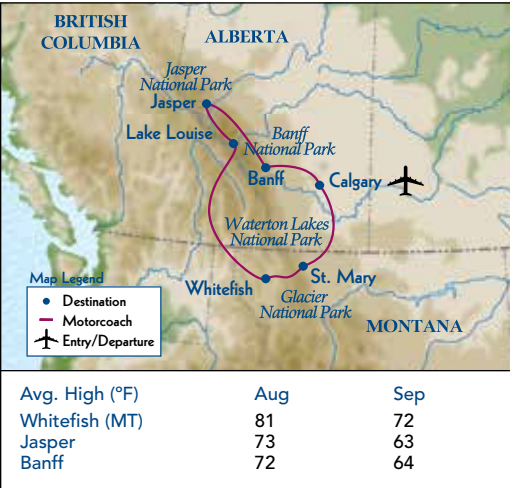 BRITISH
COLUMBIA
ALBERTA
Jasper
National Park
Jasper
Lake Louise
Banff
National Park
Banff
Calgary
Waterton Lakes
National Park
Whitefish
St. Mary
Glacier
National Park
MONTANA
Map Legend
Destination
Motorcoach
Entry/Departure
Avg. High (ºF) Aug Sep
Whitefish (MT) 81 72
Jasper 73 63
Banff 72 64